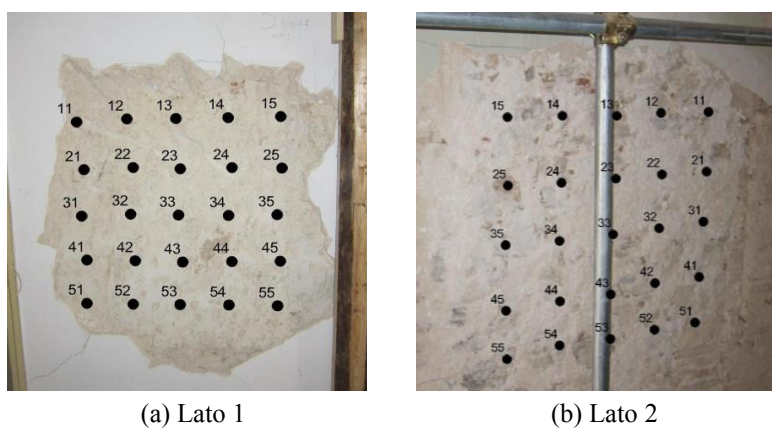 11 12 13 14 15
21 22 23 24 25
31 32 33 34 35
41 42 43 44 45
51 52 53 54 55
(a) Lato 1
15 14 13 12 11
25 24 23 22 21
35 34 33 32 31
45 44 43 42 41
55 54 53 52 51
(b) Lato 2